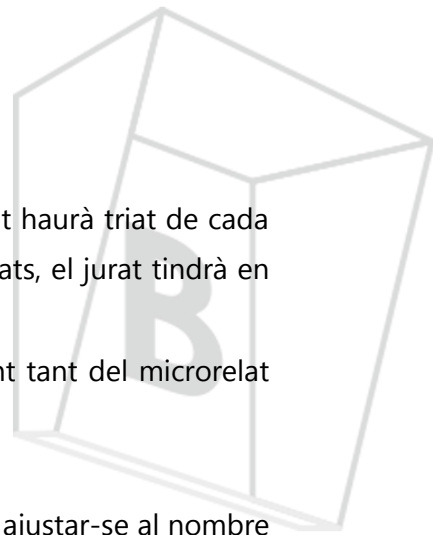 t haurà triat de cada
ats, el jurat tindrà en
B
nt tant del microrelat
ajustar-se al nombre